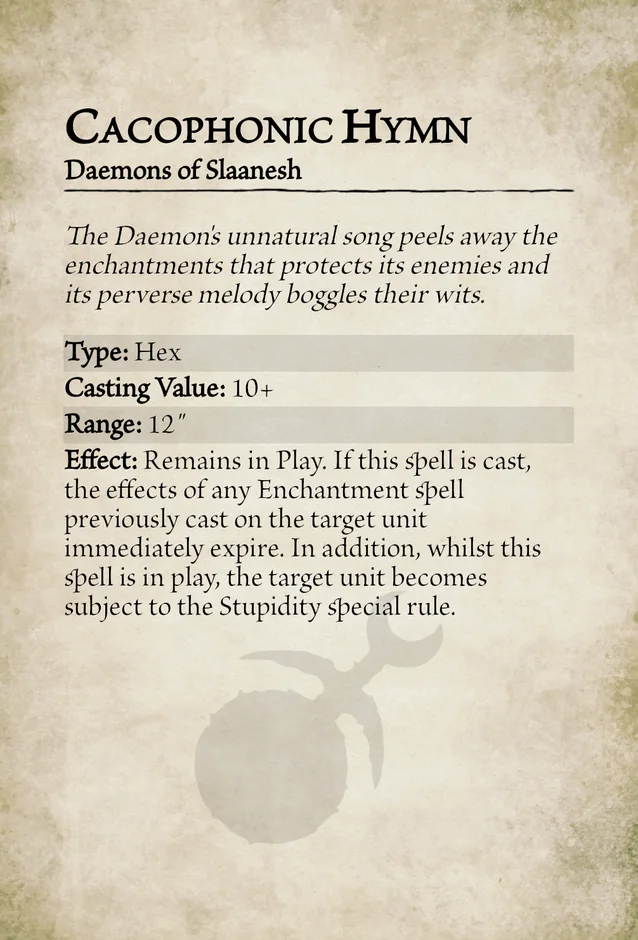 Cacophonic Hymn
Daemons of Slaanesh
The Daemon's unnatural song peels away the
enchantments that protects its enemies and
its perverse melody boggles their wits.
Type: Hex
Casting Value: 10+
Range: 12"
Effect: Remains in Play. If this spell is cast,
the effects of any Enchantment spell
previously cast on the target unit
immediately expire. In addition, whilst this
spell is in play, the target unit becomes
subject to the Stupidity special rule.